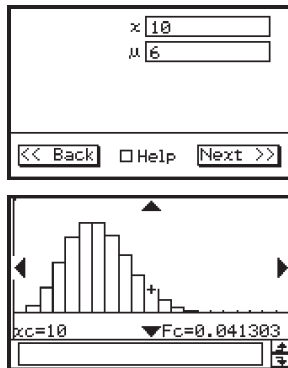 x 10
μ 6
<< Back □ Help Next >>
xc=10 Fc=0.041303